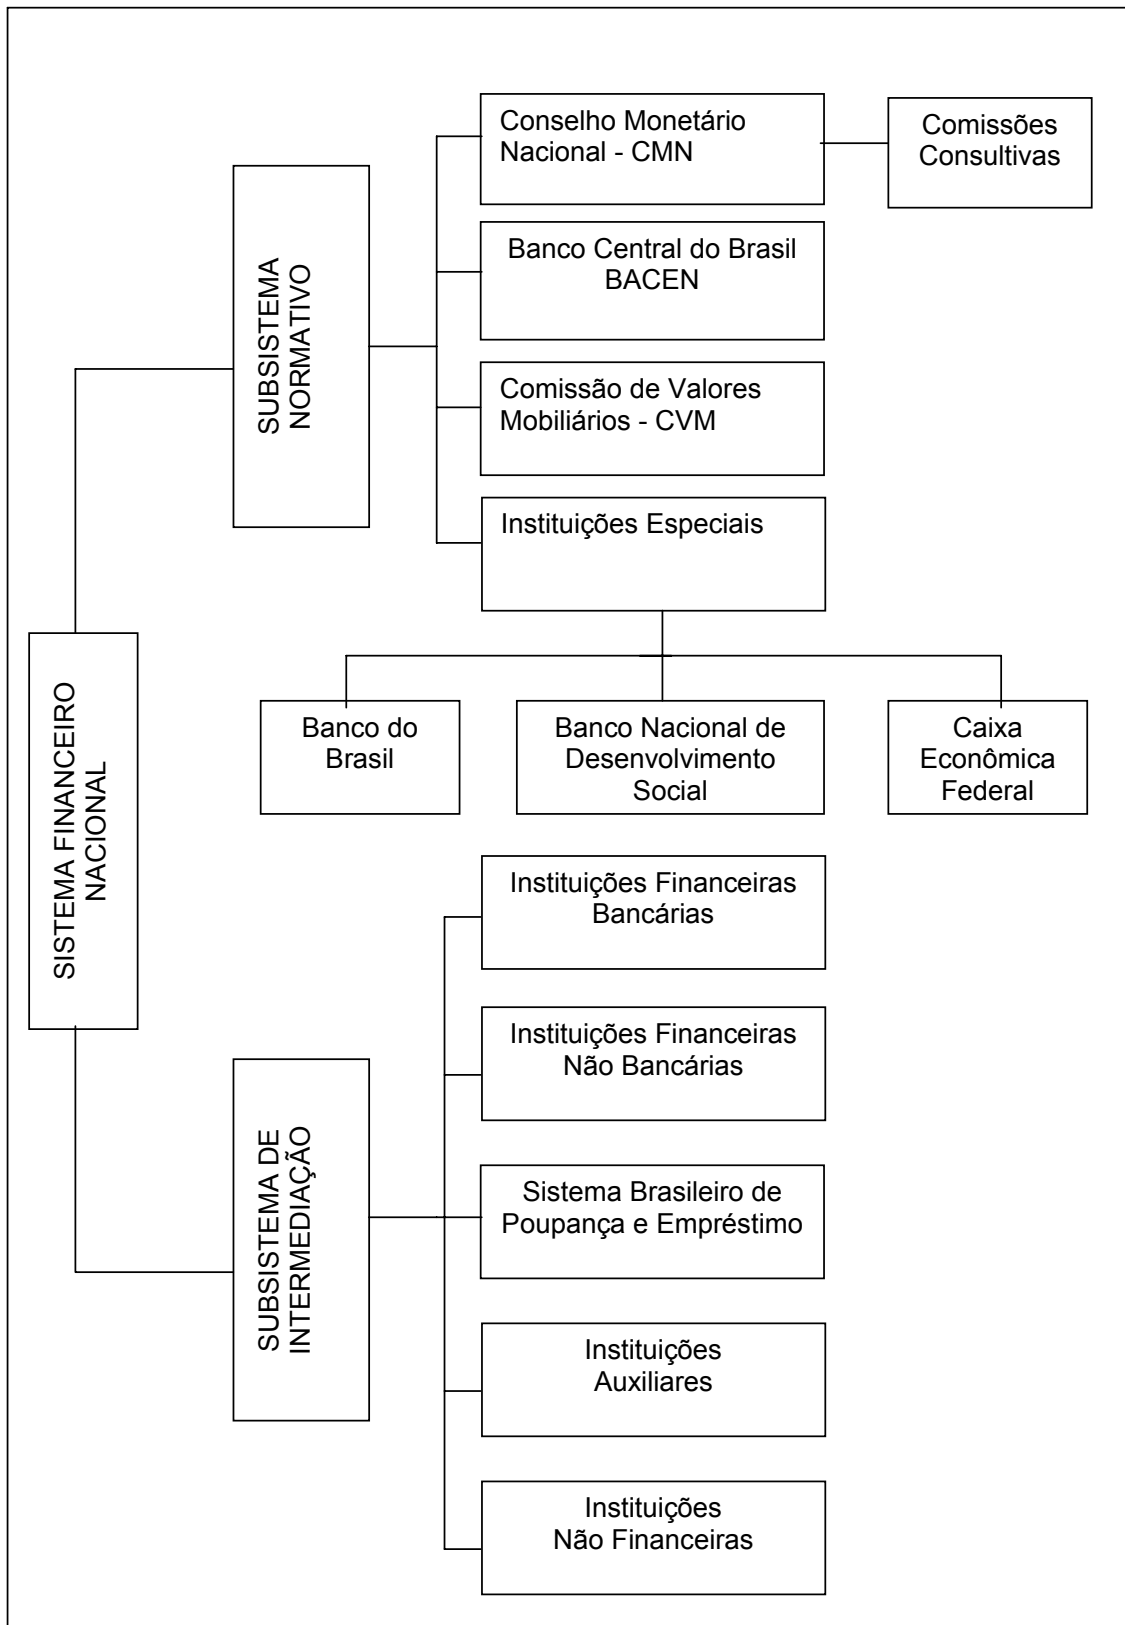 SISTEMA FINANCEIRO
NACIONAL
SUBSISTEMA
NORMATIVO
Conselho Monetário
Nacional - CMN
Comissões
Consultivas
Banco Central do Brasil
BACEN
Comissão de Valores
Mobiliários - CVM
Instituições Especiais
Banco do
Brasil
Banco Nacional de
Desenvolvimento
Social
Caixa
Econômica
Federal
SUBSISTEMA DE
INTERMEDIAÇÃO
Instituições Financeiras
Bancárias
Instituições Financeiras
Não Bancárias
Sistema Brasileiro de
Poupança e Empréstimo
Instituições
Auxiliares
Instituições
Não Financeiras